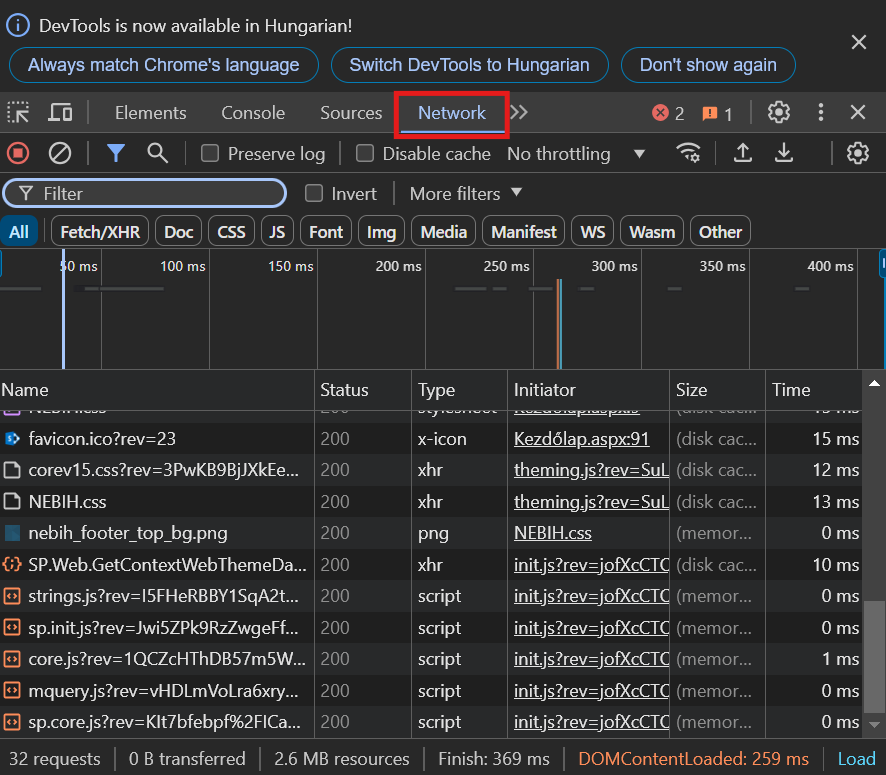 DevTools is now available in Hungarian!
Always match Chrome's language Switch DevTools to Hungarian Don't show again
Elements Console Sources Network 2 1
Preserve log Disable cache No throttling
Filter Invert More filters
All Fetch/XHR Doc CSS JS Font Img Media Manifest WS Wasm Other
50 ms 100 ms 150 ms 200 ms 250 ms 300 ms 350 ms 400 ms
Name Status Type Initiator Size Time
NEBIH.css 200 stylesheet Kezdőlap.aspx:5 (disk cac... 13 ms
favicon.ico?rev=23 200 x-icon Kezdőlap.aspx:91 (disk cac... 15 ms
corev15.css?rev=3PwKB9BjJXkEe... 200 xhr theming.js?rev=SuL (disk cac... 12 ms
NEBIH.css 200 xhr theming.js?rev=SuL (disk cac... 13 ms
nebih_footer_top_bg.png 200 png NEBIH.css (memor... 0 ms
SP.Web.GetContextWebThemeDa... 200 xhr init.js?rev=jofXcCTC (disk cac... 10 ms
strings.js?rev=I5FHeRBBY1SqA2t... 200 script init.js?rev=jofXcCTC (memor... 0 ms
sp.init.js?rev=Jwi5ZPk9RzZwgeFf... 200 script init.js?rev=jofXcCTC (memor... 0 ms
core.js?rev=1QCZcHThDB57m5W... 200 script init.js?rev=jofXcCTC (memor... 1 ms
mquery.js?rev=vHDLmVoLra6xry... 200 script init.js?rev=jofXcCTC (memor... 0 ms
sp.core.js?rev=KIt7bfebpf%2FICa... 200 script init.js?rev=jofXcCTC (memor... 0 ms
32 requests 0 B transferred 2.6 MB resources Finish: 369 ms DOMContentLoaded: 259 ms Load